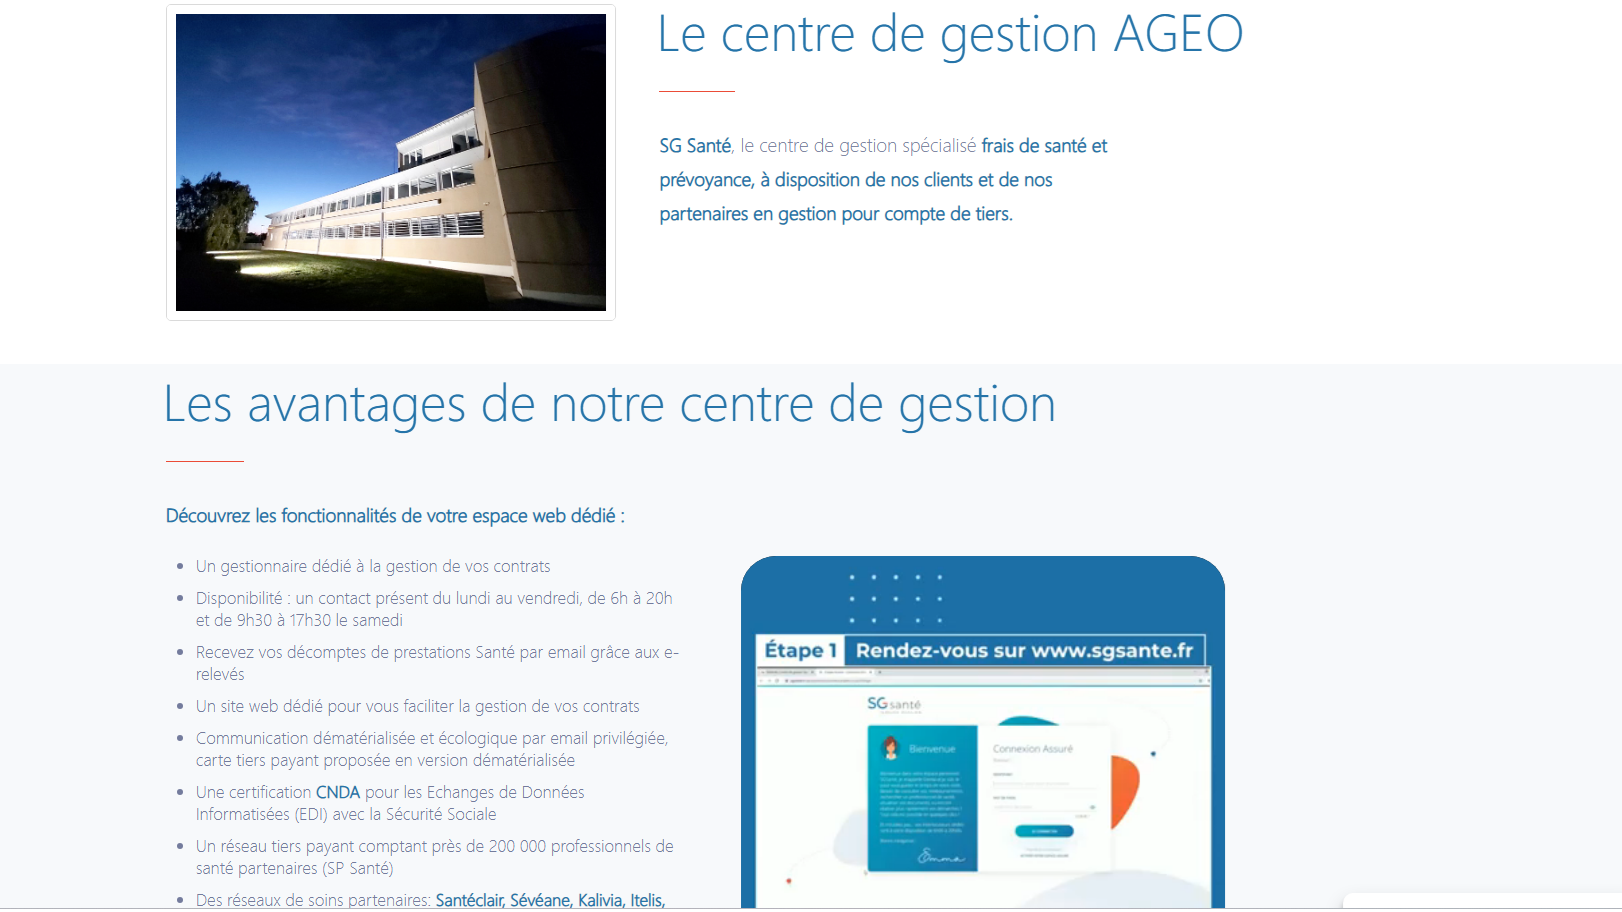 Le centre de gestion AGEO
SG Santé, le centre de gestion spécialisé frais de santé et
prévoyance, à disposition de nos clients et de nos
partenaires en gestion pour compte de tiers.
Les avantages de notre centre de gestion
Découvrez les fonctionnalités de votre espace web dédié :
Un gestionnaire dédié à la gestion de vos contrats
Disponibilité : un contact présent du lundi au vendredi, de 6h à 20h
et de 9h30 à 17h30 le samedi
Recevez vos décomptes de prestations Santé par email grâce aux e-
relevés
Un site web dédié pour vous faciliter la gestion de vos contrats
Communication dématérialisée et écologique par email privilégiée,
carte tiers payant proposée en version dématérialisée
Une certification CNDA pour les Echanges de Données
Informatisées (EDI) avec la Sécurité Sociale
Un réseau tiers payant comptant près de 200 000 professionnels de
santé partenaires (SP Santé)
Des réseaux de soins partenaires: Santéclair, Sévéane, Kalivia, Itelis,
Étape 1 Rendez-vous sur www.sgsante.fr
SG santé
Bienvenue
Connexion Assuré
Emma